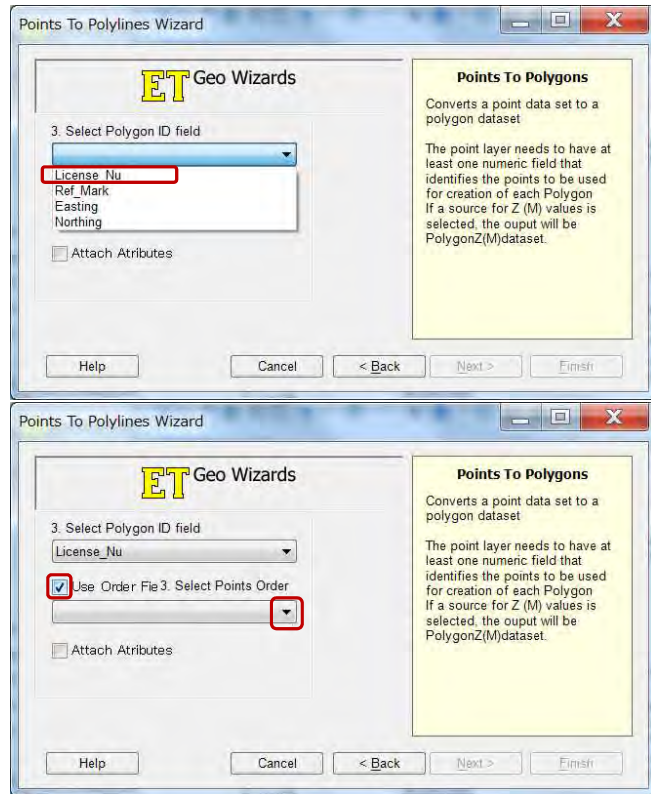 Points To Polylines Wizard
ET Geo Wizards
3. Select Polygon ID field
License_Nu
Ref_Mark
Easting
Northing
Attach Atributes
Points To Polygons
Converts a point data set to a
polygon dataset
The point layer needs to have at
least one numeric field that
identifies the points to be used
for creation of each Polygon
If a source for Z (M) values is
selected, the ouput will be
PolygonZ(M)dataset.
Help
Cancel
< Back
Next >
Finish
Points To Polylines Wizard
ET Geo Wizards
3. Select Polygon ID field
License_Nu
Use Order Fie 3. Select Points Order
Attach Atributes
Points To Polygons
Converts a point data set to a
polygon dataset
The point layer needs to have at
least one numeric field that
identifies the points to be used
for creation of each Polygon
If a source for Z (M) values is
selected, the ouput will be
PolygonZ(M)dataset.
Help
Cancel
< Back
Next >
Finish